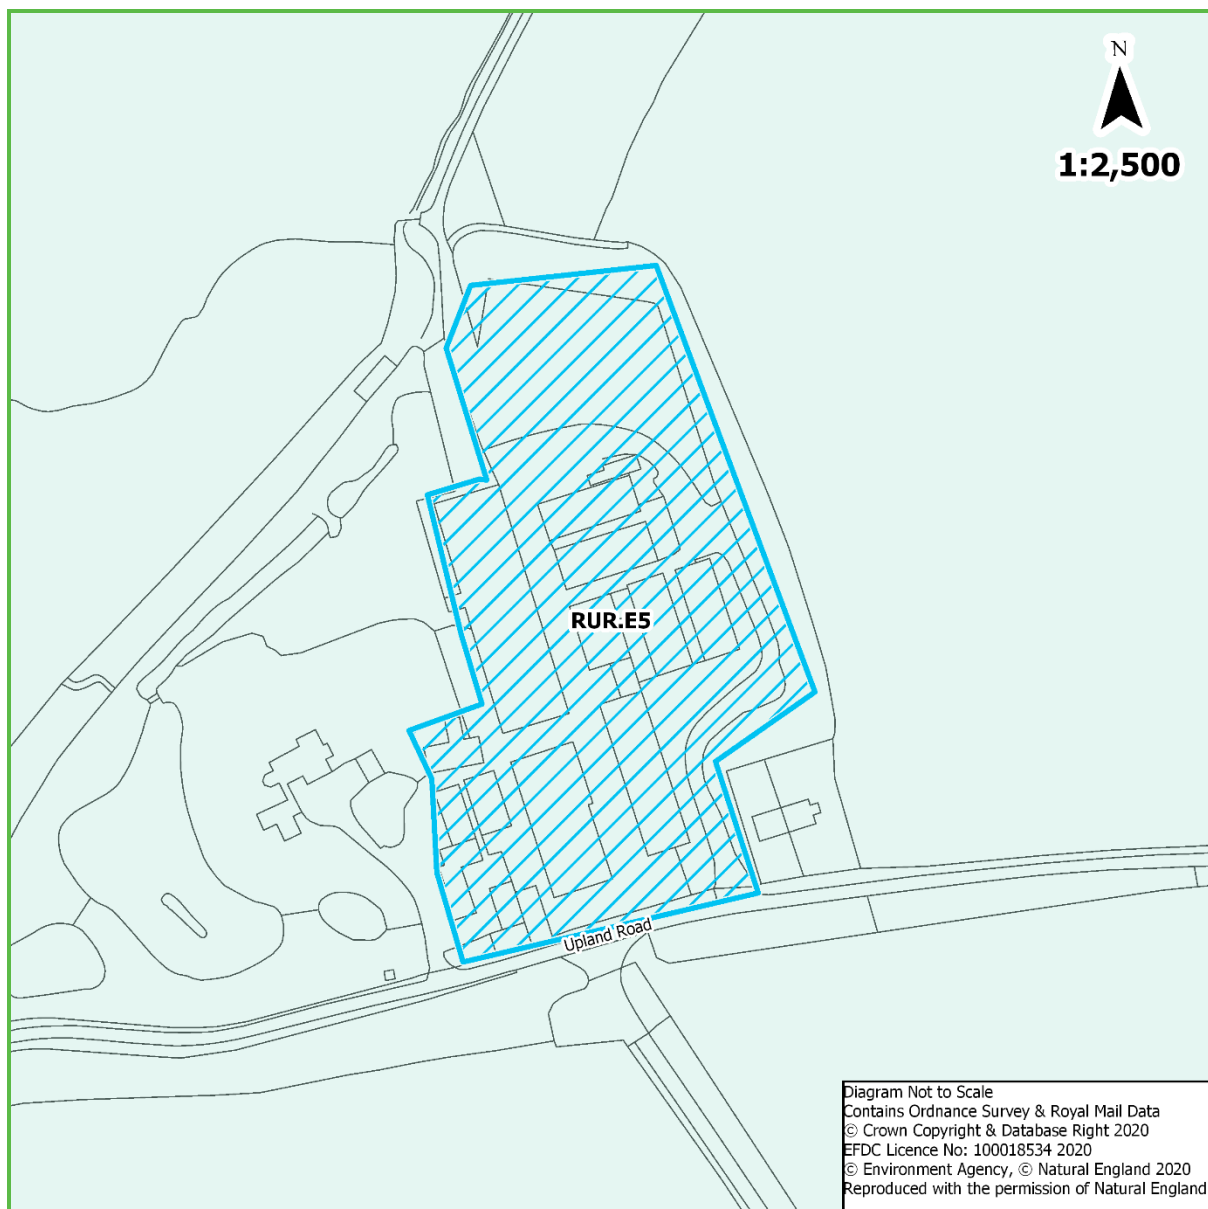 N
1:2,500
RUR.E5
Upland Road
Diagram Not to Scale
Contains Ordnance Survey & Royal Mail Data
© Crown Copyright & Database Right 2020
EFDC Licence No: 100018534 2020
© Environment Agency, © Natural England 2020
Reproduced with the permission of Natural England